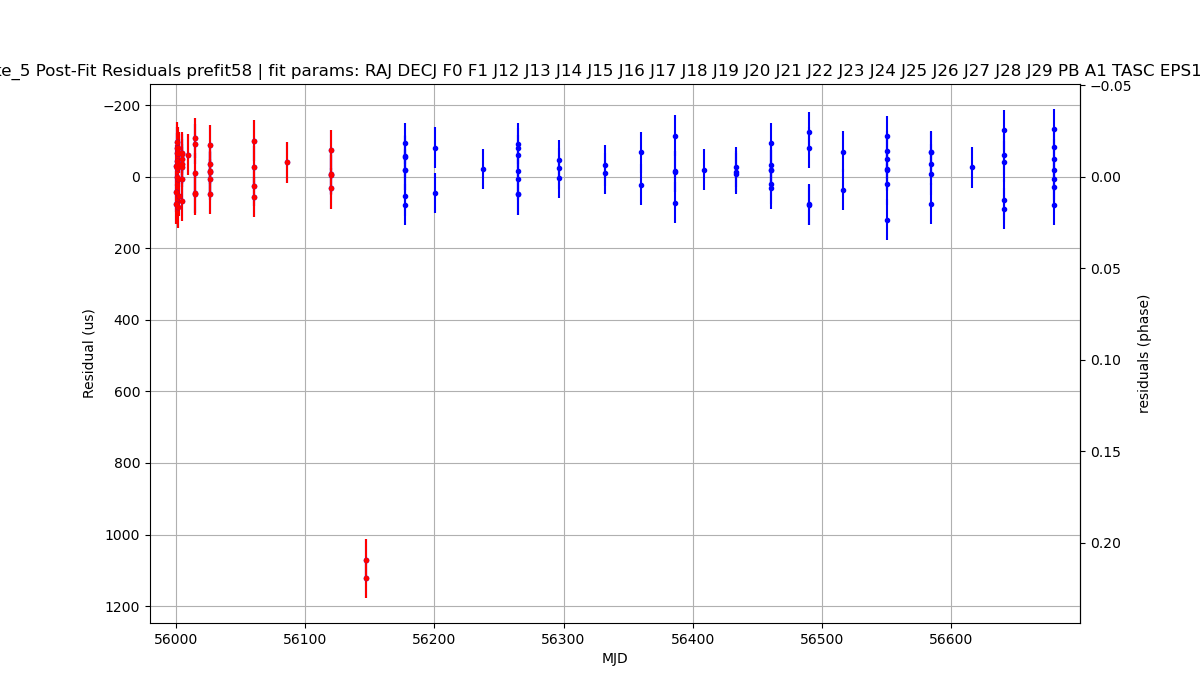 e_5 Post-Fit Residuals prefit58 | fit params: RAJ DECJ F0 F1 J12 J13 J14 J15 J16 J17 J18 J19 J20 J21 J22 J23 J24 J25 J26 J27 J28 J29 PB A1 TASC EPS1
−200
0
200
400
600
800
1000
1200
Residual (us)
−0.05
0.00
0.05
0.10
0.15
0.20
residuals (phase)
56000 56100 56200 56300 56400 56500 56600
MJD